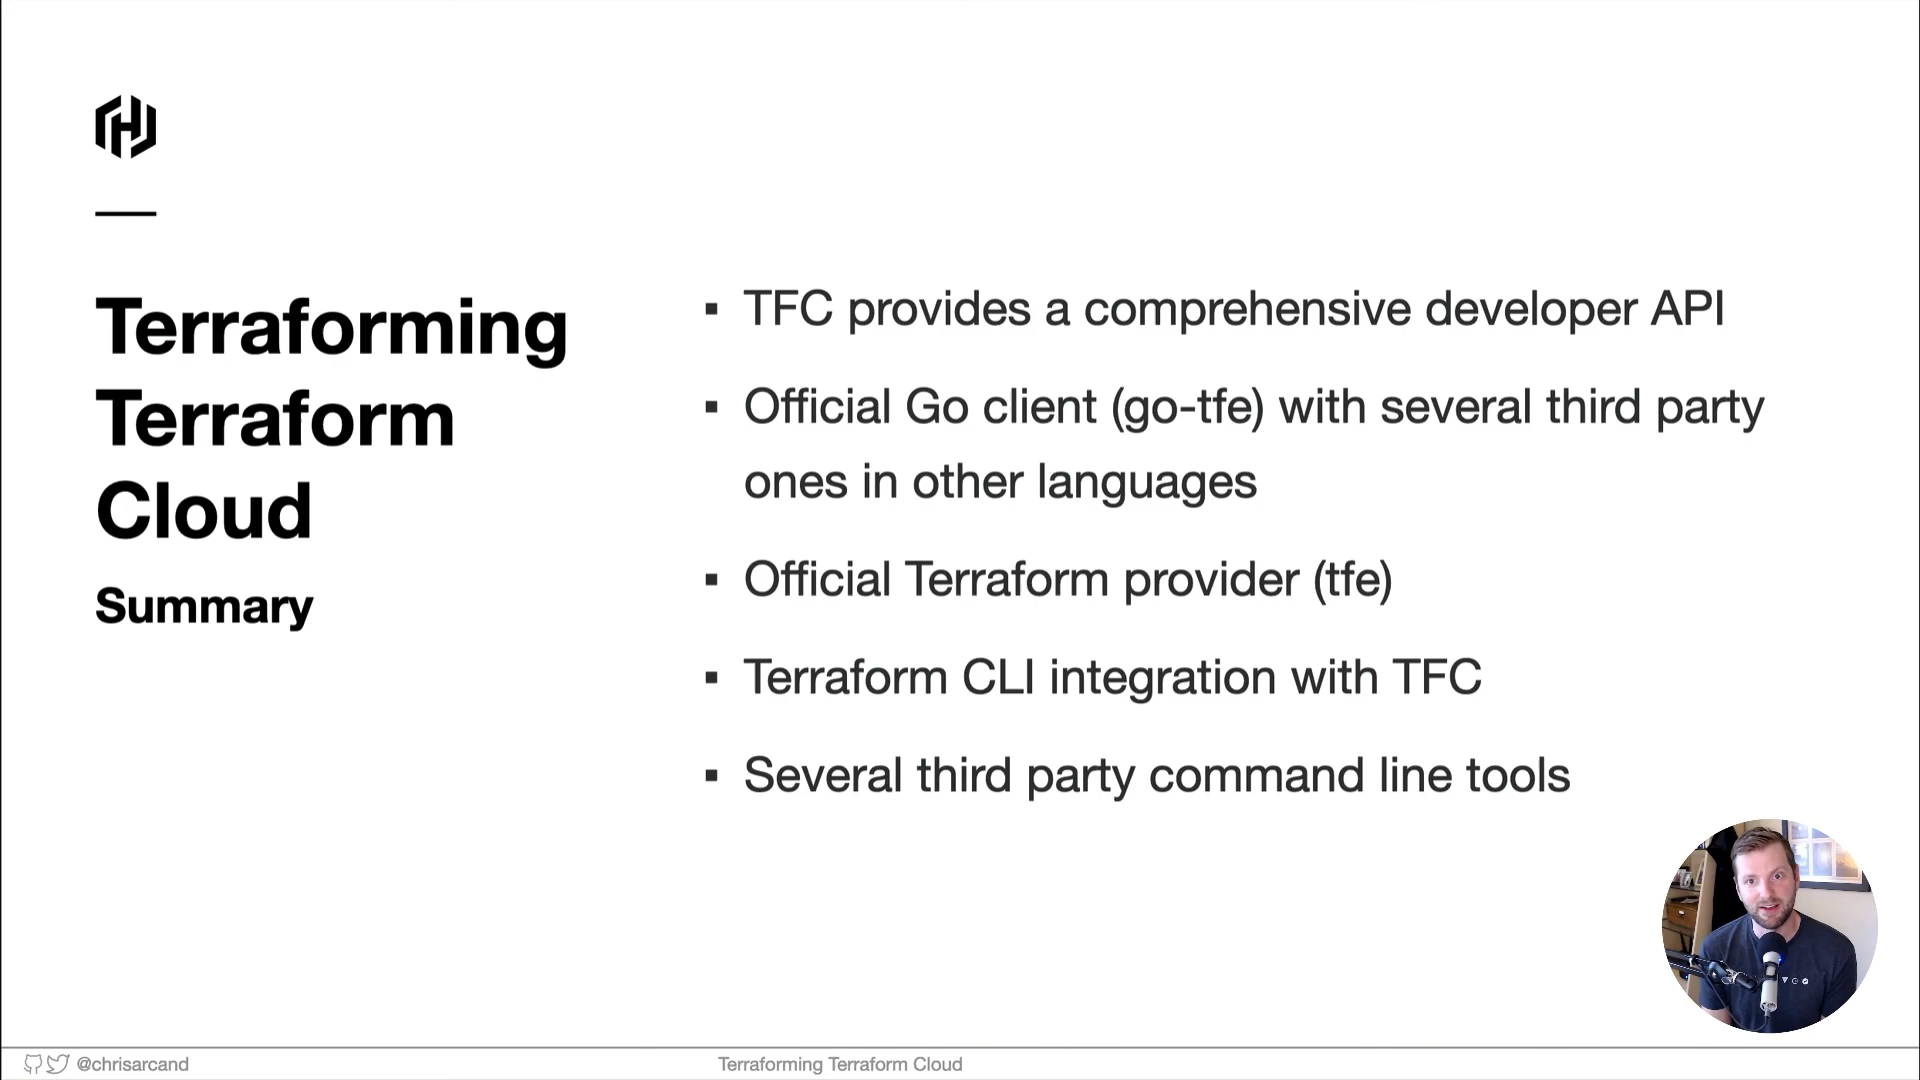 Terraforming
Terraform
Cloud
Summary
▪ TFC provides a comprehensive developer API
▪ Official Go client (go-tfe) with several third party
ones in other languages
▪ Official Terraform provider (tfe)
▪ Terraform CLI integration with TFC
▪ Several third party command line tools
@chrisarcand
Terraforming Terraform Cloud